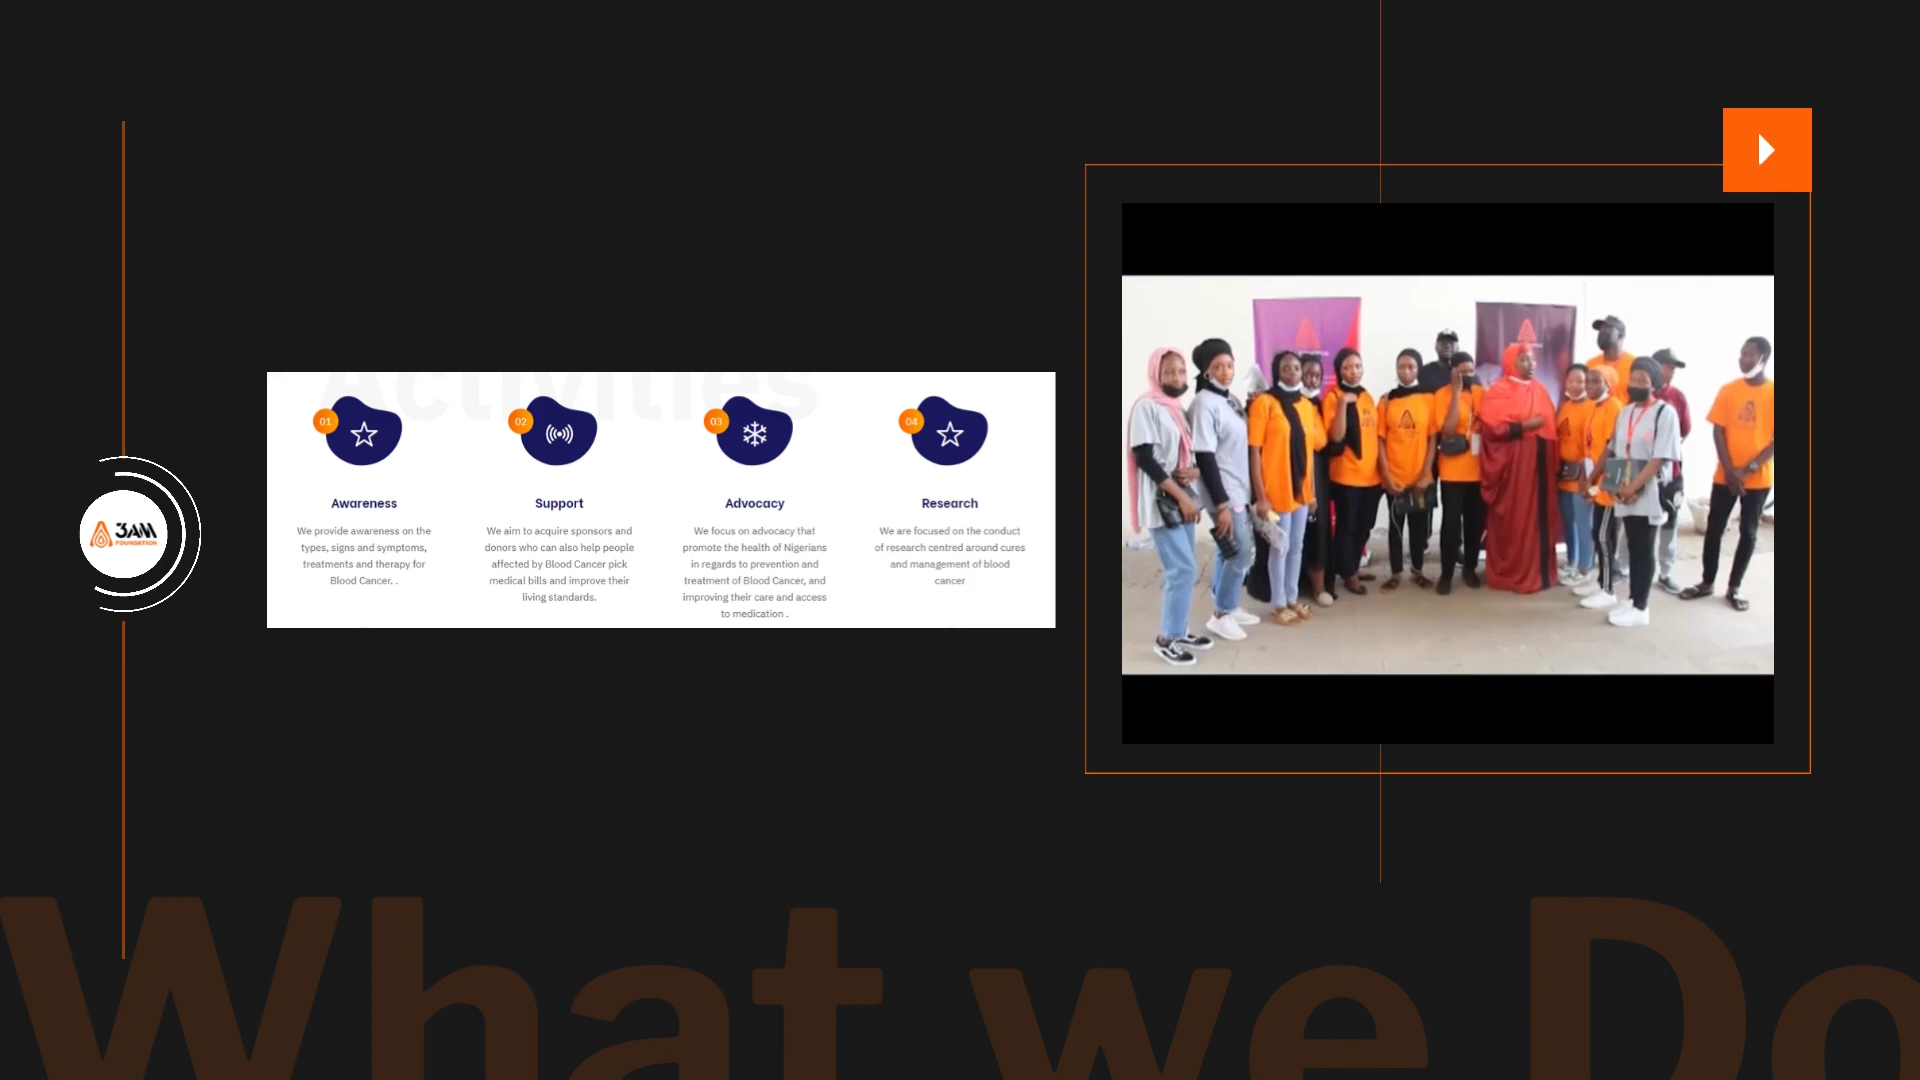 3AM
FOUNDATION
Activities
01
02
03
04
Awareness
We provide awareness on the
types, signs and symptoms,
treatments and therapy for
Blood Cancer. .
Support
We aim to acquire sponsors and
donors who can also help people
affected by Blood Cancer pick
medical bills and improve their
living standards.
Advocacy
We focus on advocacy that
promote the health of Nigerians
in regards to prevention and
treatment of Blood Cancer, and
improving their care and access
to medication .
Research
We are focused on the conduct
of research centred around cures
and management of blood
cancer
What we Do